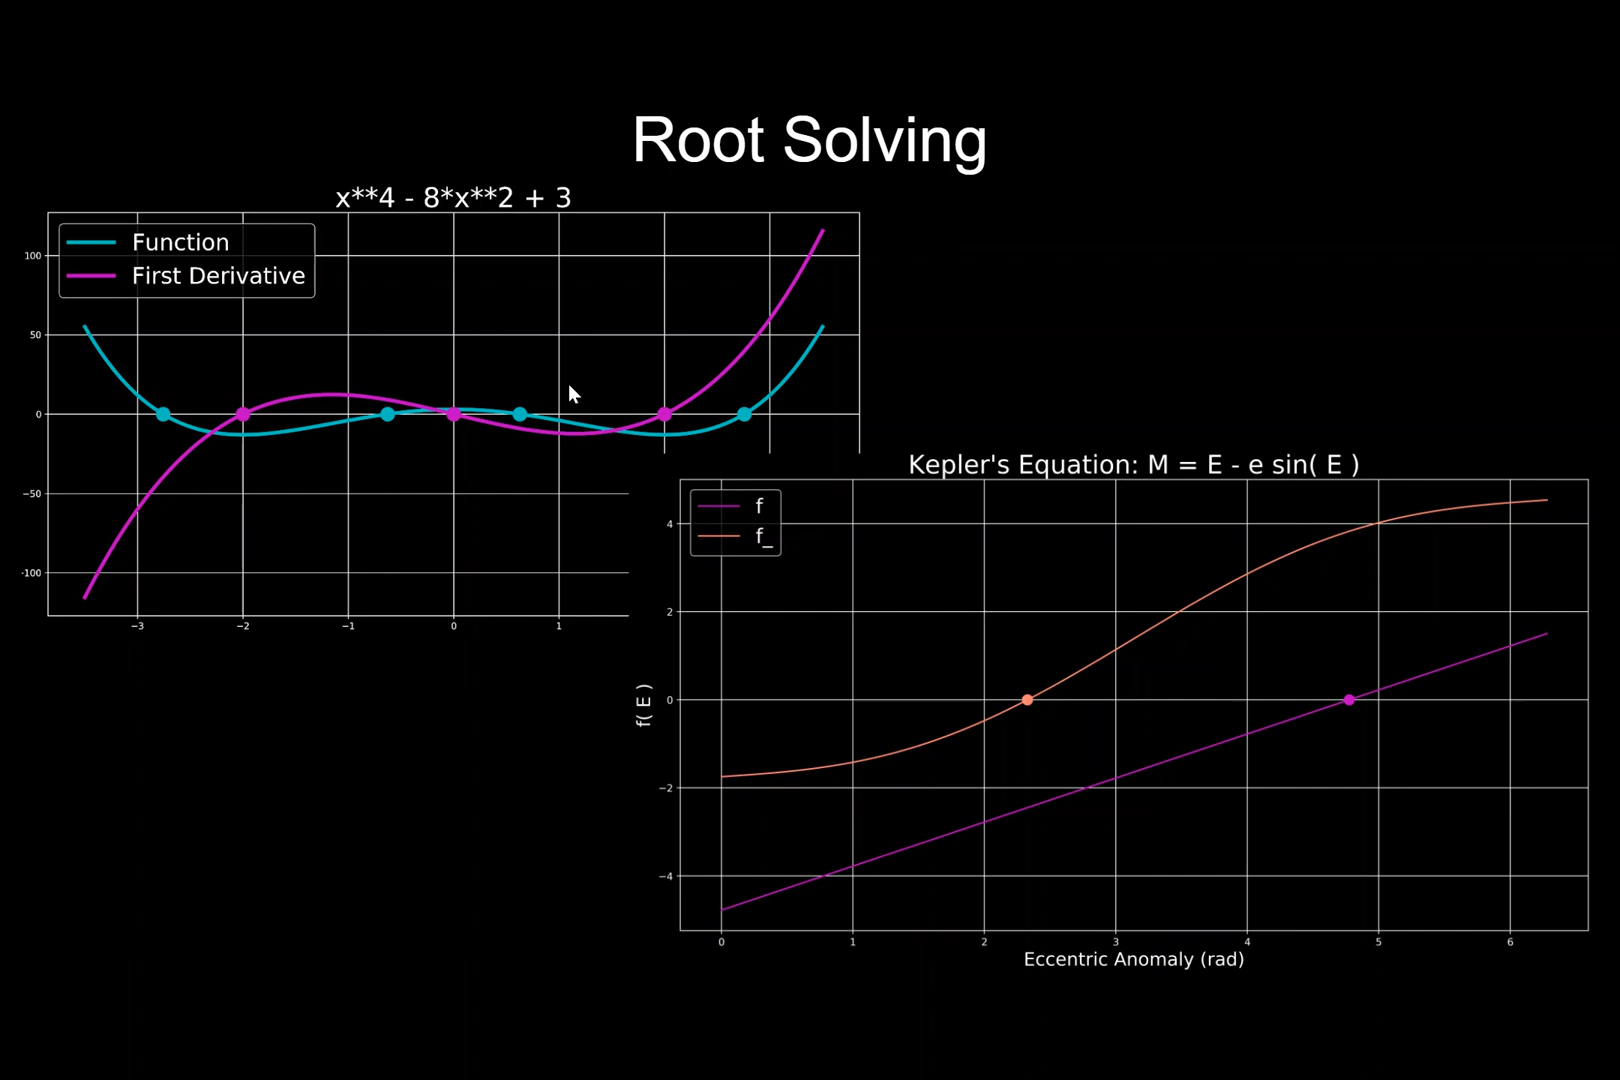 Root Solving
x**4 - 8*x**2 + 3
Function
First Derivative
100
50
0
−50
-100
−3
−2
−1
0
1
Kepler's Equation: M = E - e sin( E )
f
f_
4
2
0
−2
−4
f( E )
0
1
2
3
4
5
6
Eccentric Anomaly (rad)